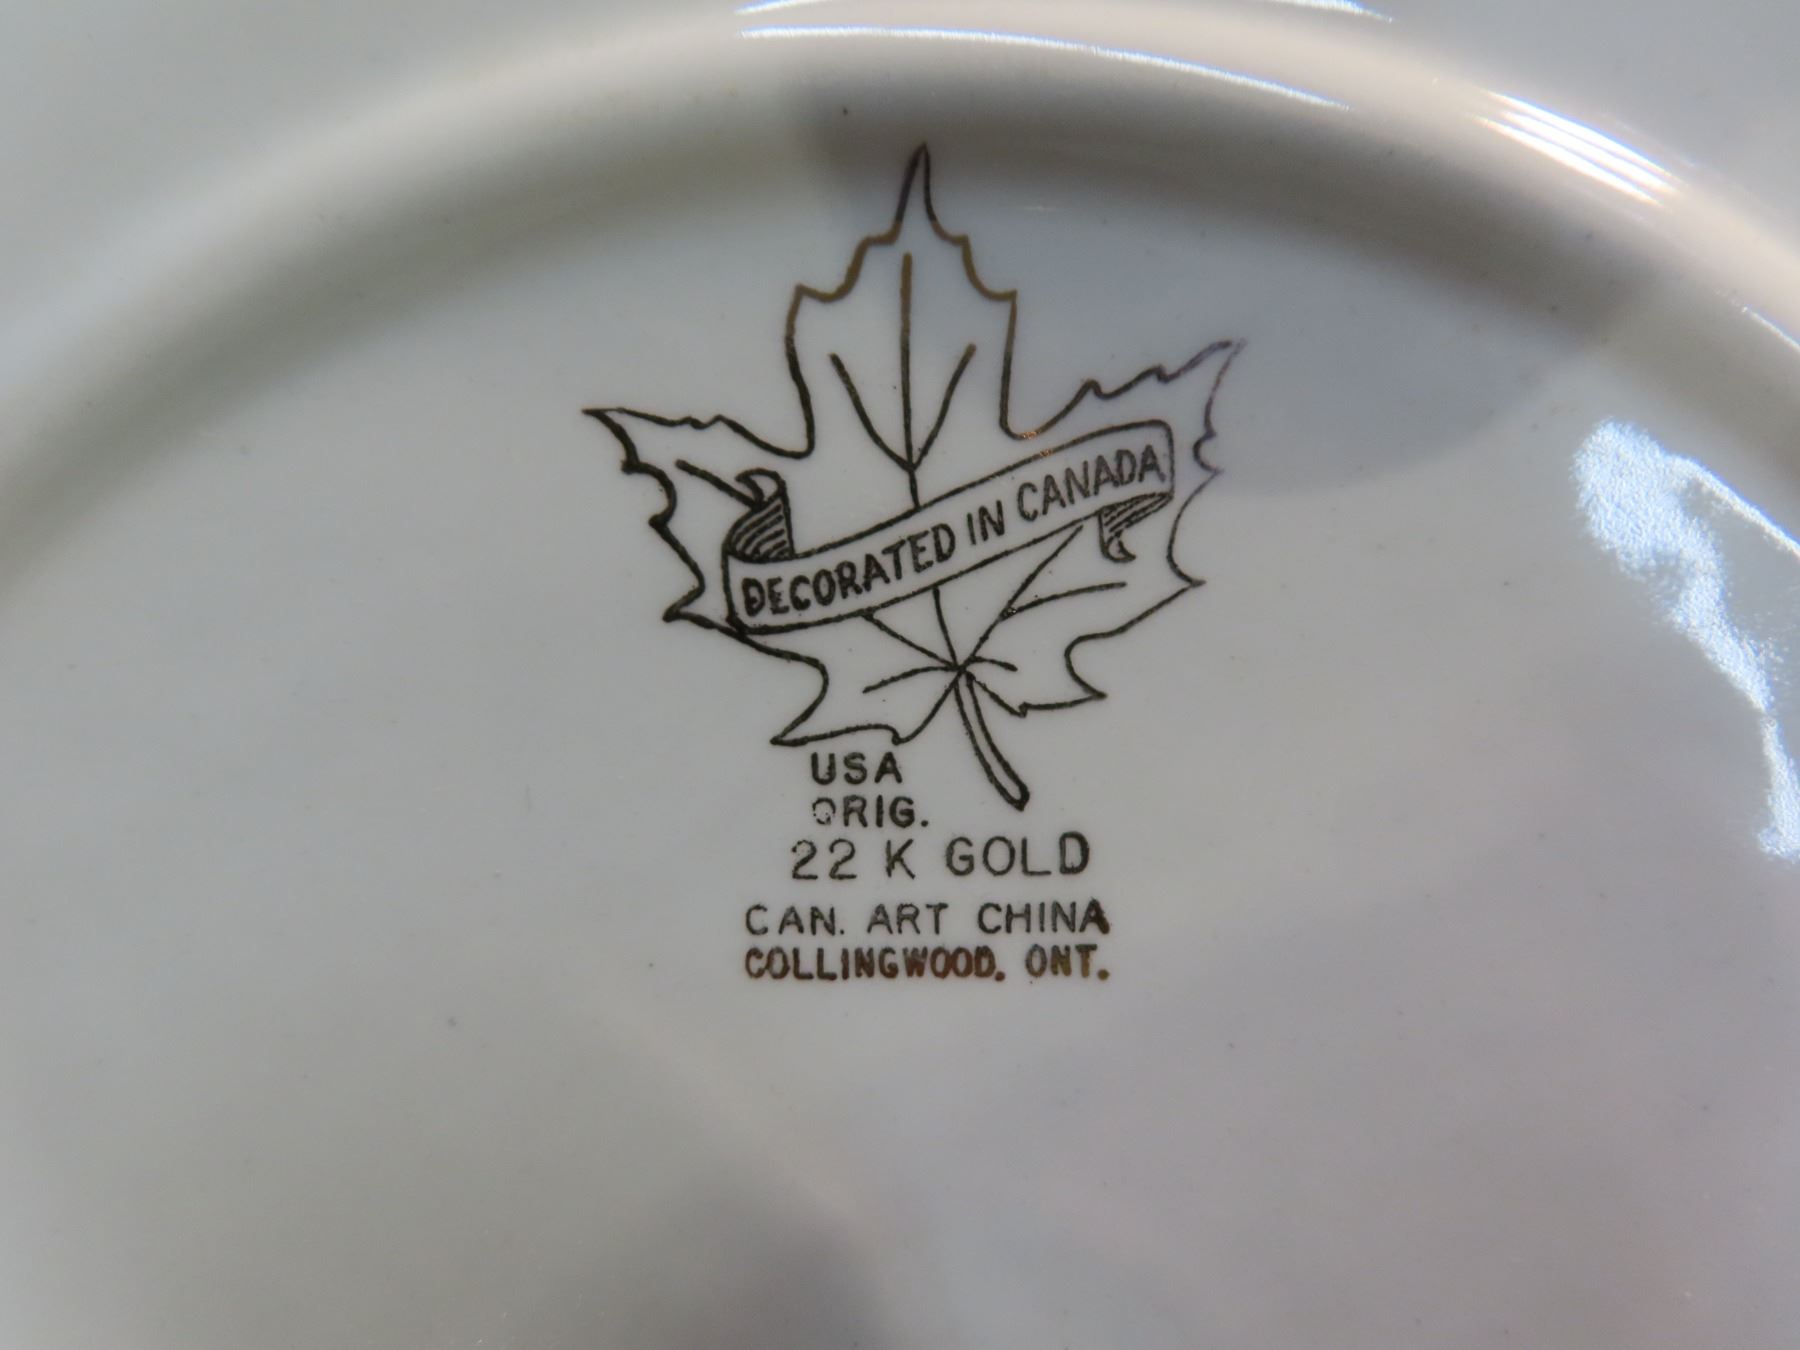 DECORATED IN CANADA
USA
ORIG.
22 K GOLD
CAN. ART CHINA
COLLINGWOOD. ONT.